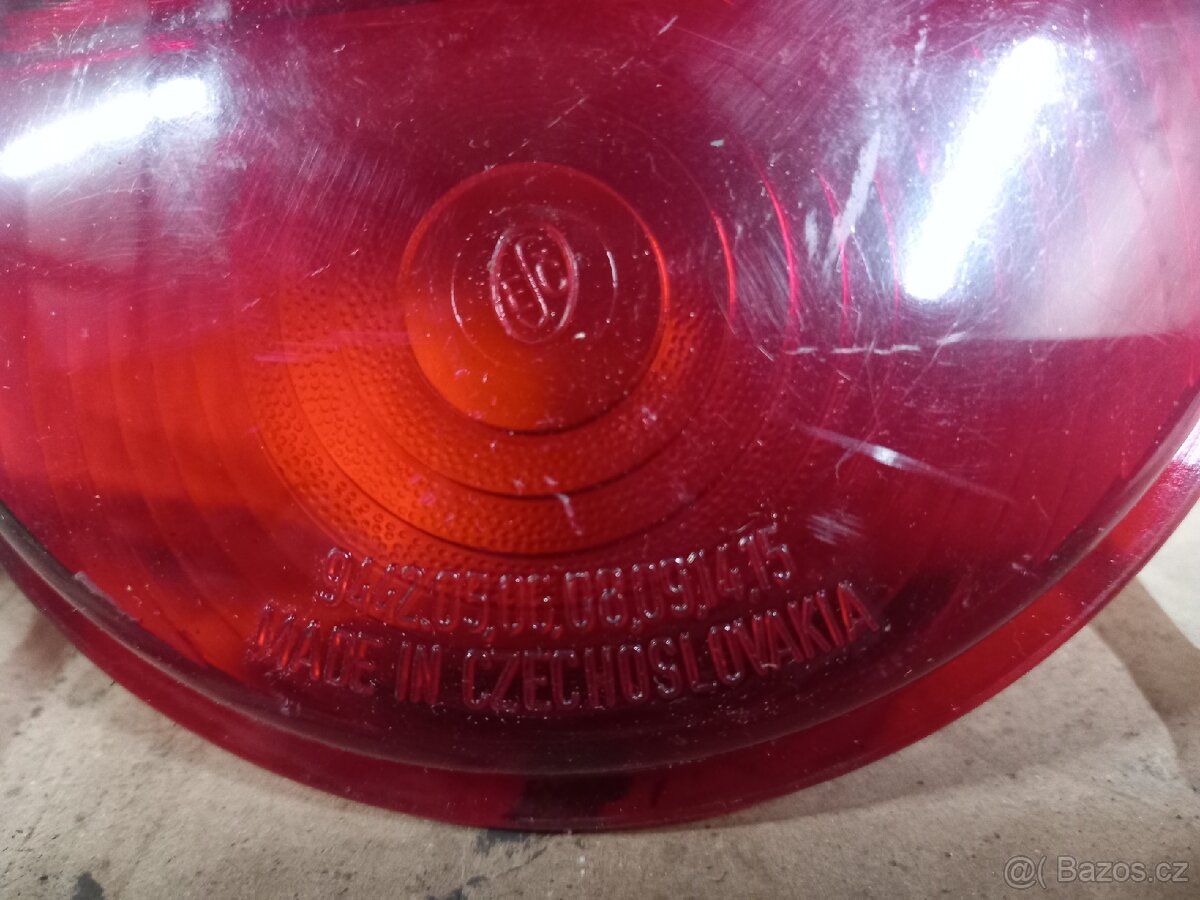 9442.05,06,08,09,14,15
MADE IN CZECHOSLOVAKIA
@( Bazos.cz